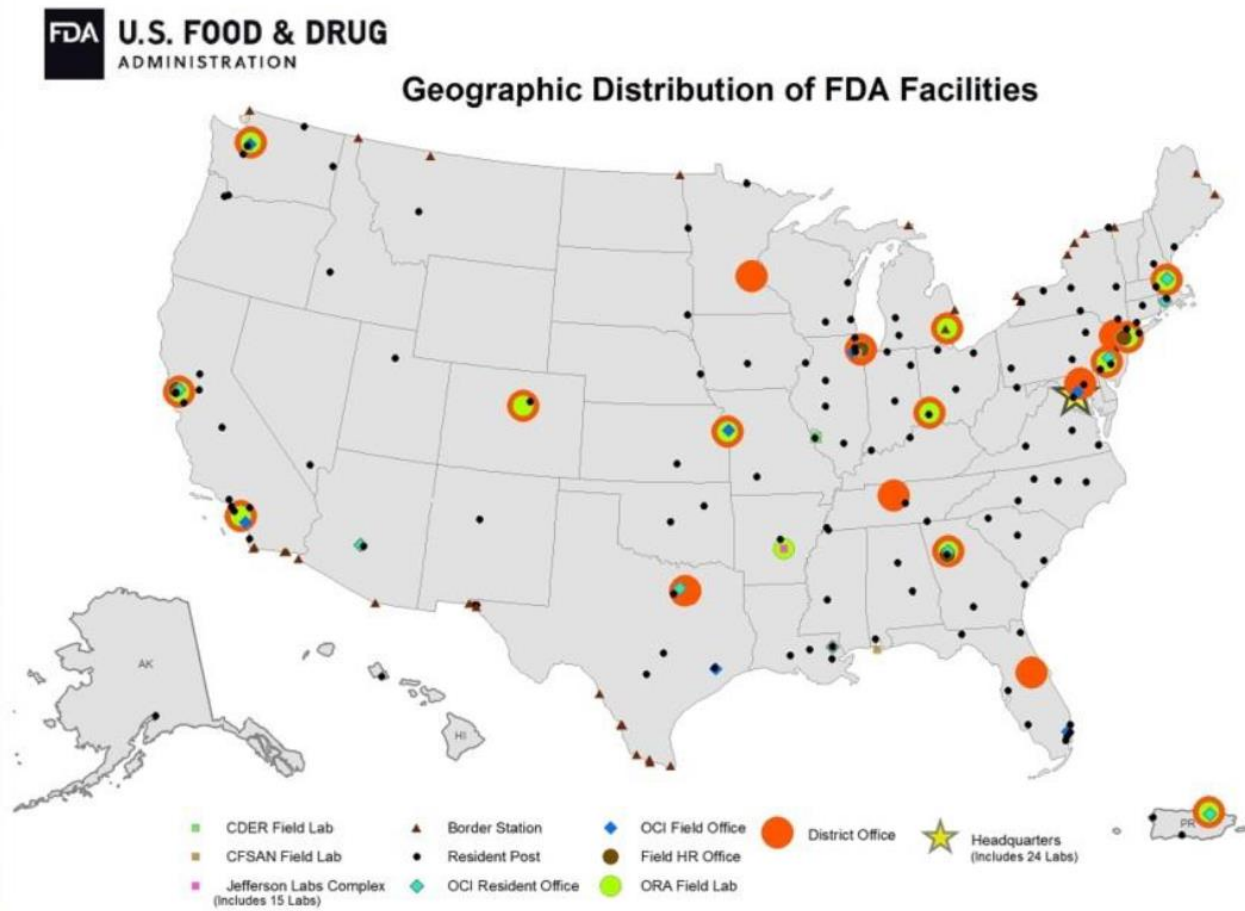 FDA U.S. FOOD & DRUG
ADMINISTRATION
Geographic Distribution of FDA Facilities
AK
HI
PR
CDER Field Lab
CFSAN Field Lab
Jefferson Labs Complex
(Includes 15 Labs)
Border Station
Resident Post
OCI Resident Office
OCI Field Office
Field HR Office
ORA Field Lab
District Office
Headquarters
(Includes 24 Labs)